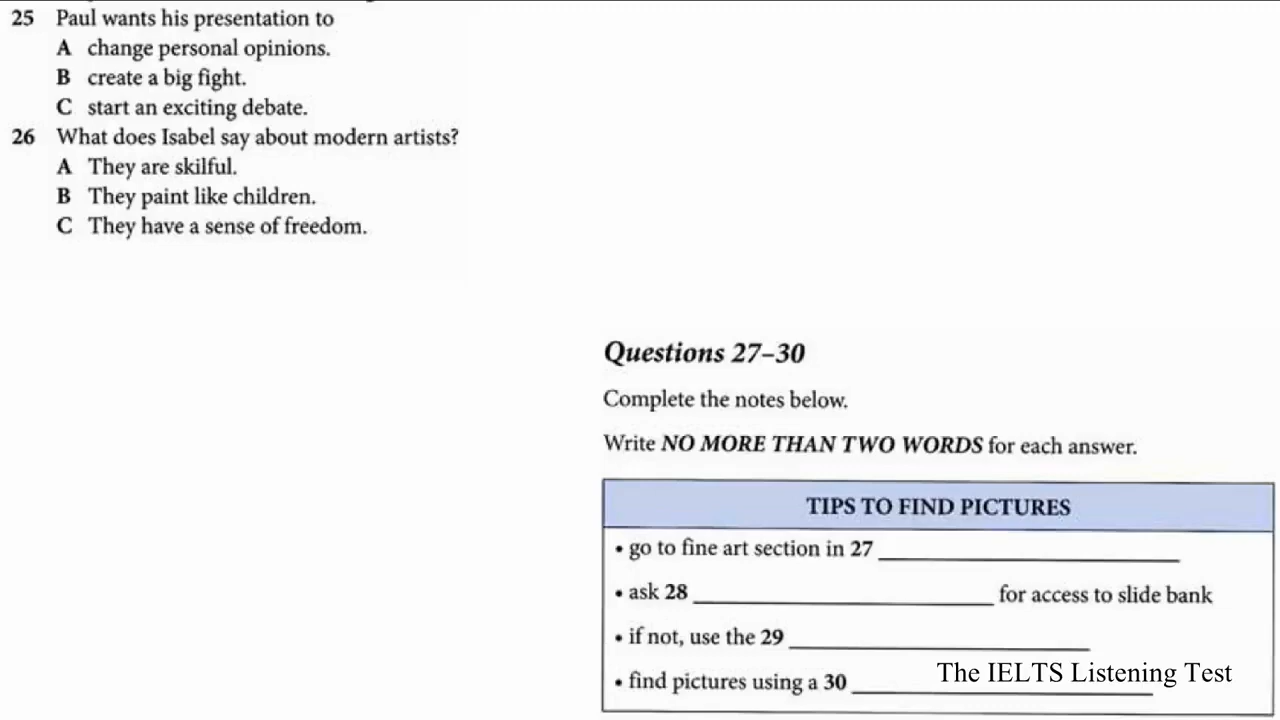 25 Paul wants his presentation to
A change personal opinions.
B create a big fight.
C start an exciting debate.
26 What does Isabel say about modern artists?
A They are skilful.
B They paint like children.
C They have a sense of freedom.
Questions 27–30
Complete the notes below.
Write NO MORE THAN TWO WORDS for each answer.
TIPS TO FIND PICTURES
• go to fine art section in 27 ____________________
• ask 28 ____________________ for access to slide bank
• if not, use the 29 ____________________
• find pictures using a 30 ____________________
The IELTS Listening Test